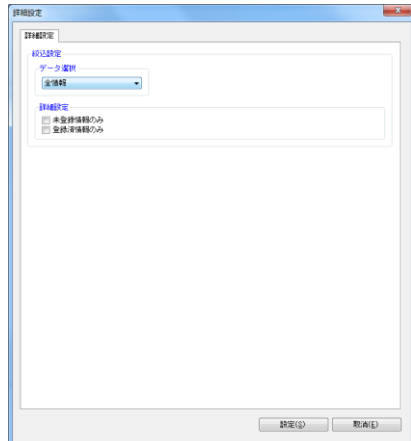 詳細設定
詳細設定
絞込設定
データ選択
全情報
詳細設定
未登録情報のみ
登録済情報のみ
設定(S)
取消(E)